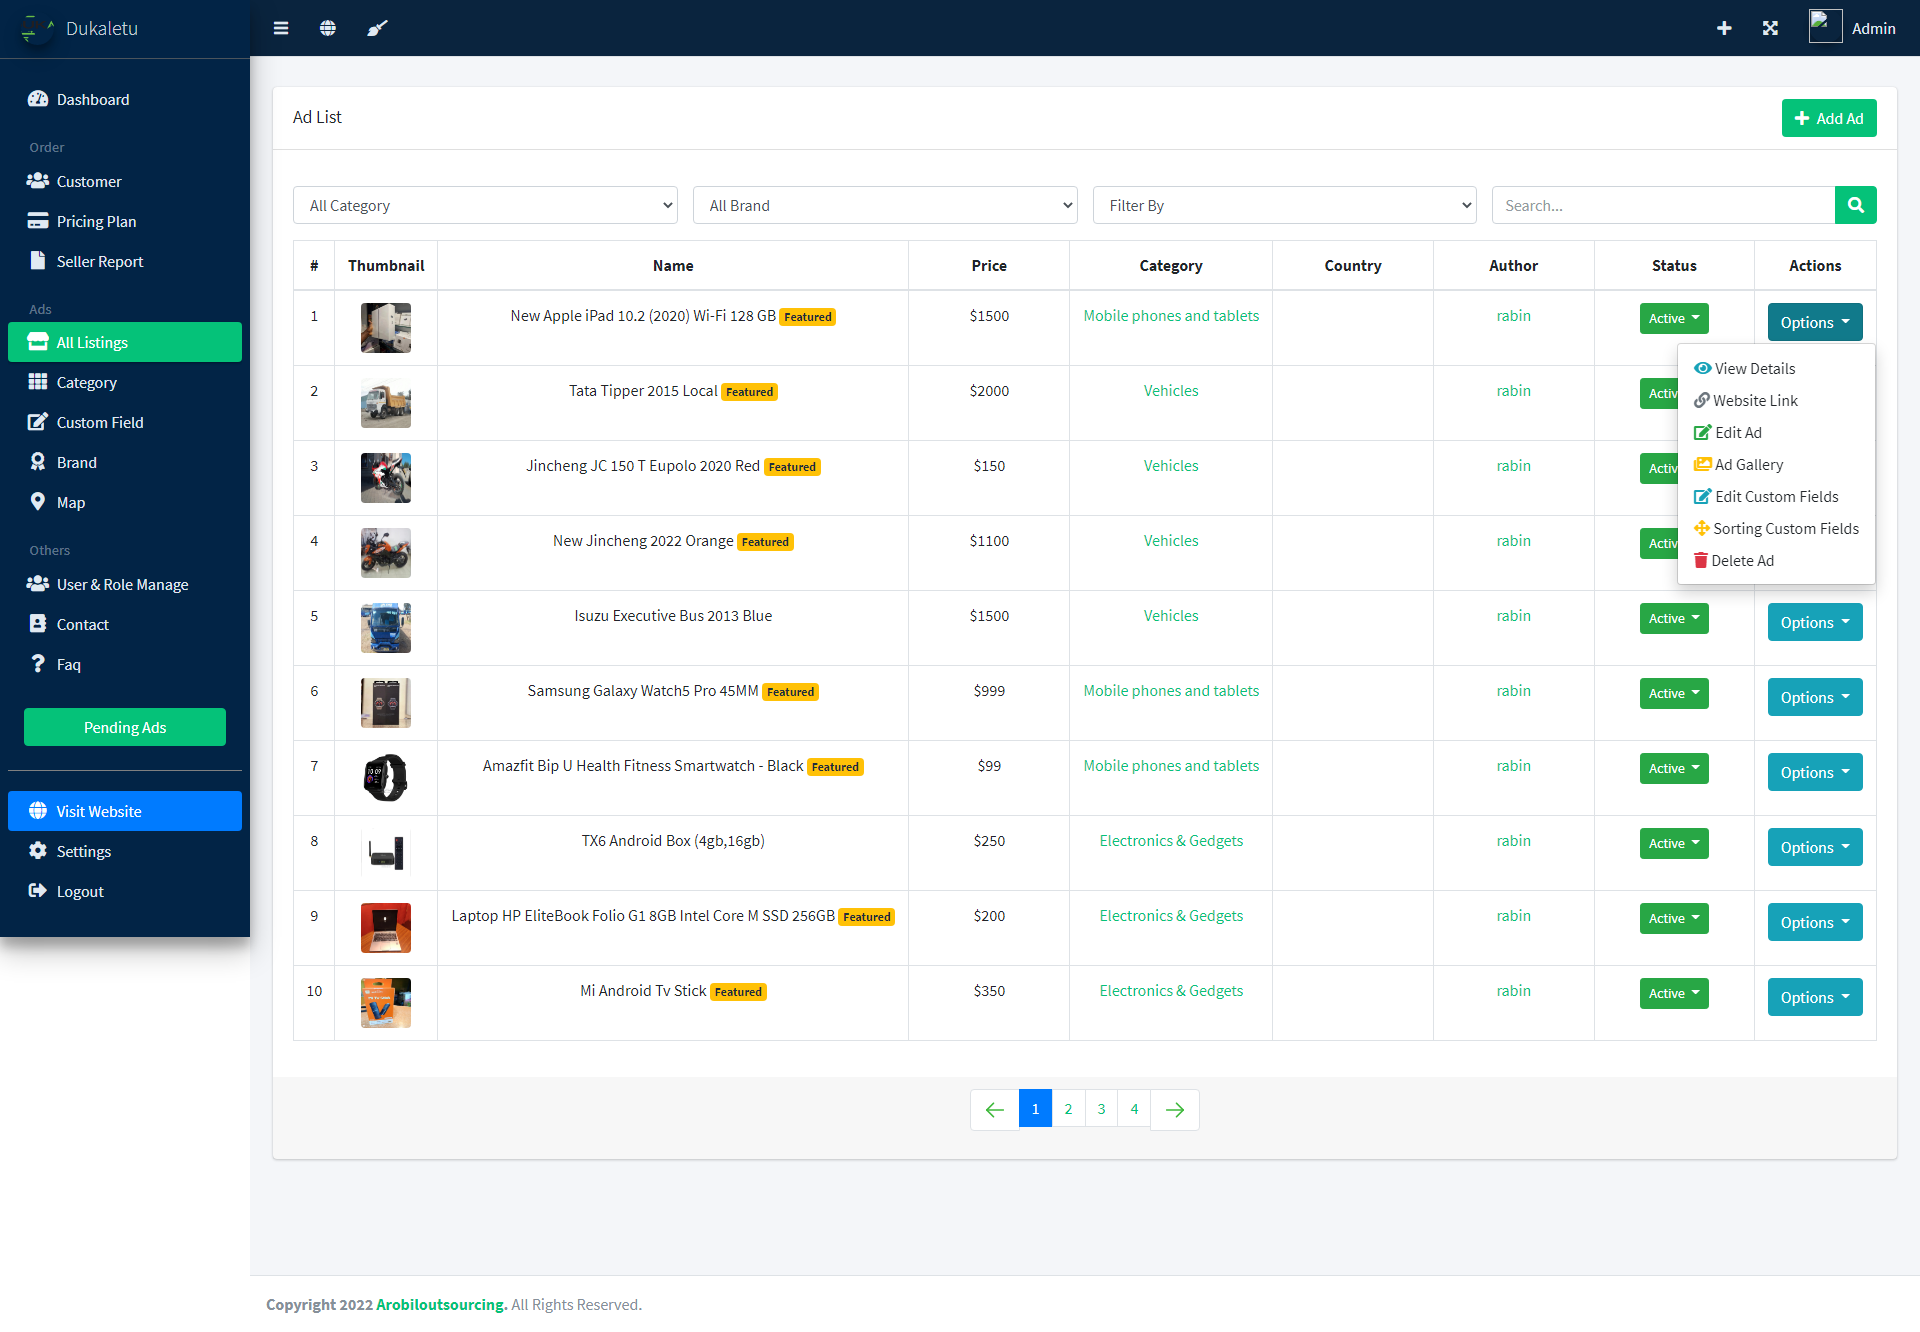 Dukaletu
Admin
Dashboard
Order
Customer
Pricing Plan
Seller Report
Ads
All Listings
Category
Custom Field
Brand
Map
Others
User & Role Manage
Contact
Faq
Pending Ads
Visit Website
Settings
Logout
Ad List
Add Ad
All Category
All Brand
Filter By
Search...
# Thumbnail Name Price Category Country Author Status Actions
1 New Apple iPad 10.2 (2020) Wi-Fi 128 GB Featured $1500 Mobile phones and tablets rabin Active Options
View Details
Website Link
Edit Ad
Ad Gallery
Edit Custom Fields
Sorting Custom Fields
Delete Ad
2 Tata Tipper 2015 Local Featured $2000 Vehicles rabin Activ
3 Jincheng JC 150 T Eupolo 2020 Red Featured $150 Vehicles rabin Activ
4 New Jincheng 2022 Orange Featured $1100 Vehicles rabin Activ
5 Isuzu Executive Bus 2013 Blue $1500 Vehicles rabin Active Options
6 Samsung Galaxy Watch5 Pro 45MM Featured $999 Mobile phones and tablets rabin Active Options
7 Amazfit Bip U Health Fitness Smartwatch - Black Featured $99 Mobile phones and tablets rabin Active Options
8 TX6 Android Box (4gb,16gb) $250 Electronics & Gedgets rabin Active Options
9 Laptop HP EliteBook Folio G1 8GB Intel Core M SSD 256GB Featured $200 Electronics & Gedgets rabin Active Options
10 Mi Android Tv Stick Featured $350 Electronics & Gedgets rabin Active Options
1 2 3 4
Copyright 2022 Arobiloutsourcing. All Rights Reserved.